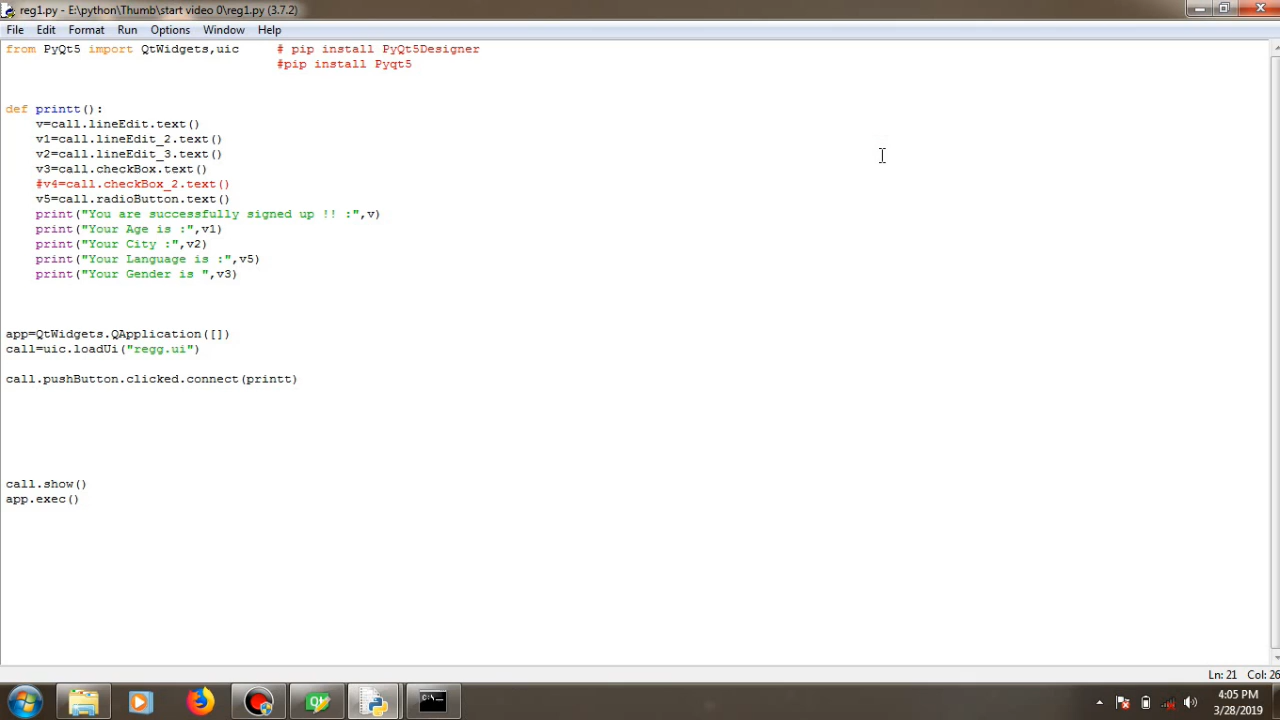 reg1.py - E:\python\Thumb\start video 0\reg1.py (3.7.2)
File Edit Format Run Options Window Help
from PyQt5 import QtWidgets,uic     # pip install PyQt5Designer
#pip install Pyqt5
def printt():
    v=call.lineEdit.text()
    v1=call.lineEdit_2.text()
    v2=call.lineEdit_3.text()
    v3=call.checkBox.text()
    #v4=call.checkBox_2.text()
    v5=call.radioButton.text()
    print("You are successfully signed up !! :",v)
    print("Your Age is :",v1)
    print("Your City :",v2)
    print("Your Language is :",v5)
    print("Your Gender is ",v3)
app=QtWidgets.QApplication([])
call=uic.loadUi("regg.ui")
call.pushButton.clicked.connect(printt)
call.show()
app.exec()
Ln: 21 Col: 26
Qt
C:\.
4:05 PM
3/28/2019